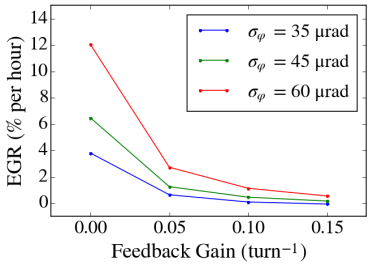 14
12
10
8
6
4
2
0
EGR (% per hour)
σφ = 35 µrad
σφ = 45 µrad
σφ = 60 µrad
0.00 0.05 0.10 0.15
Feedback Gain (turn⁻¹)